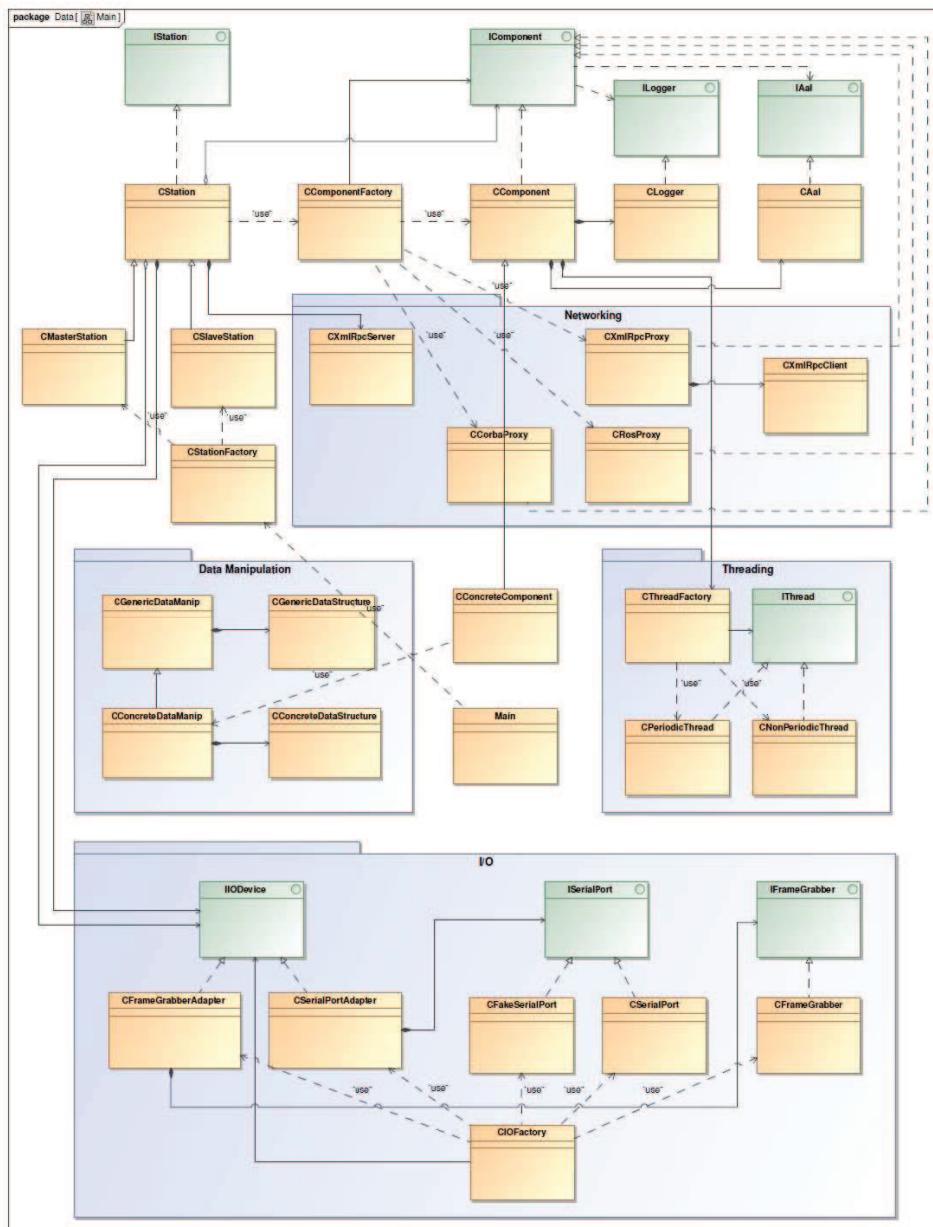 package Data [ Main ]
IStation
IComponent
ILogger
IAal
CStation
CComponentFactory
CComponent
CLogger
CAal
"use"
"use"
Networking
"use"
"use"
"use"
CMasterStation
CSlaveStation
CXmlRpcServer
CXmlRpcProxy
CXmlRpcClient
"use"
"use"
CStationFactory
CCorbaProxy
CRosProxy
Data Manipulation
Threading
CGenericDataManip
CGenericDataStructure
"use"
CConcreteComponent
CThreadFactory
IThread
"use"
"use"
"use"
CConcreteDataManip
CConcreteDataStructure
Main
CPeriodicThread
CNonPeriodicThread
I/O
IIODevice
ISerialPort
IFrameGrabber
CFrameGrabberAdapter
CSerialPortAdapter
CFakeSerialPort
CSerialPort
CFrameGrabber
"use"
"use"
"use"
"use"
"use"
CIOFactory